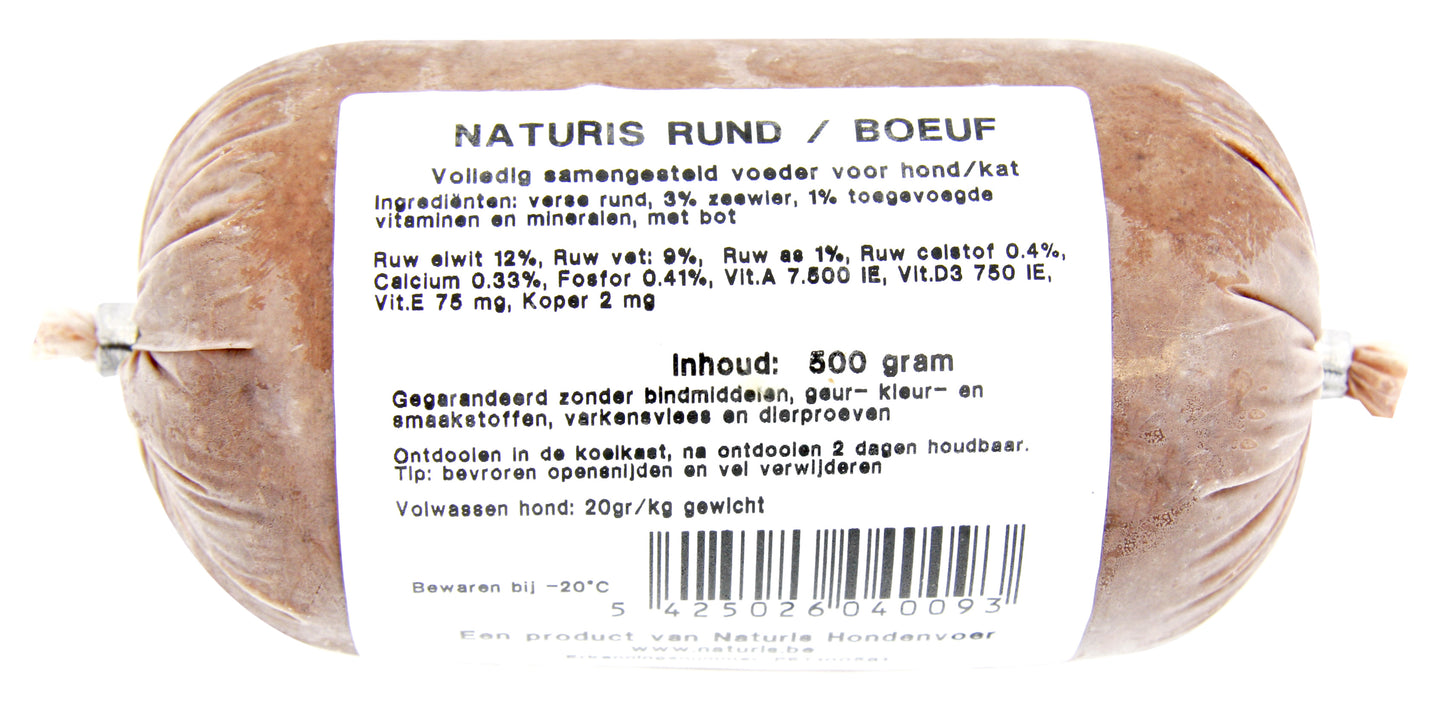 NATURIS RUND / BOEUF
Volledig samengesteld voeder voor hond/kat
Ingrediënten: verse rund, 3% zeewier, 1% toegevoegde
vitaminen en mineralen, met bot
Ruw eiwit 12%, Ruw vet: 9%, Ruw as 1%, Ruw celstof 0.4%,
Calcium 0.33%, Fosfor 0.41%, Vit.A 7.500 IE, Vit.D3 750 IE,
Vit.E 75 mg, Koper 2 mg
Inhoud: 500 gram
Gegarandeerd zonder bindmiddelen, geur- kleur- en
smaakstoffen, varkensvlees en dierproeven
Ontdooien in de koelkast, na ontdooien 2 dagen houdbaar.
Tip: bevroren opensnijden en vel verwijderen
Volwassen hond: 20gr/kg gewicht
Bewaren bij -20°C
5 425026 040093
Een product van Naturis Hondenvoer
www.naturis.be